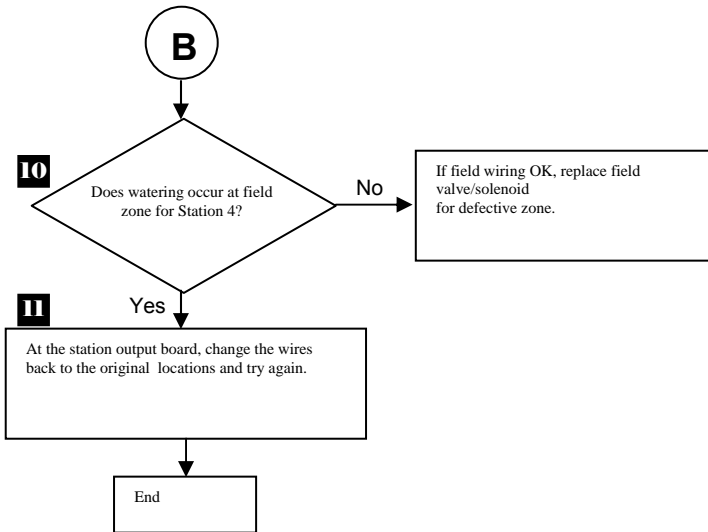 B
10
Does watering occur at field
zone for Station 4?
No
If field wiring OK, replace field
valve/solenoid
for defective zone.
11
Yes
At the station output board, change the wires
back to the original locations and try again.
End